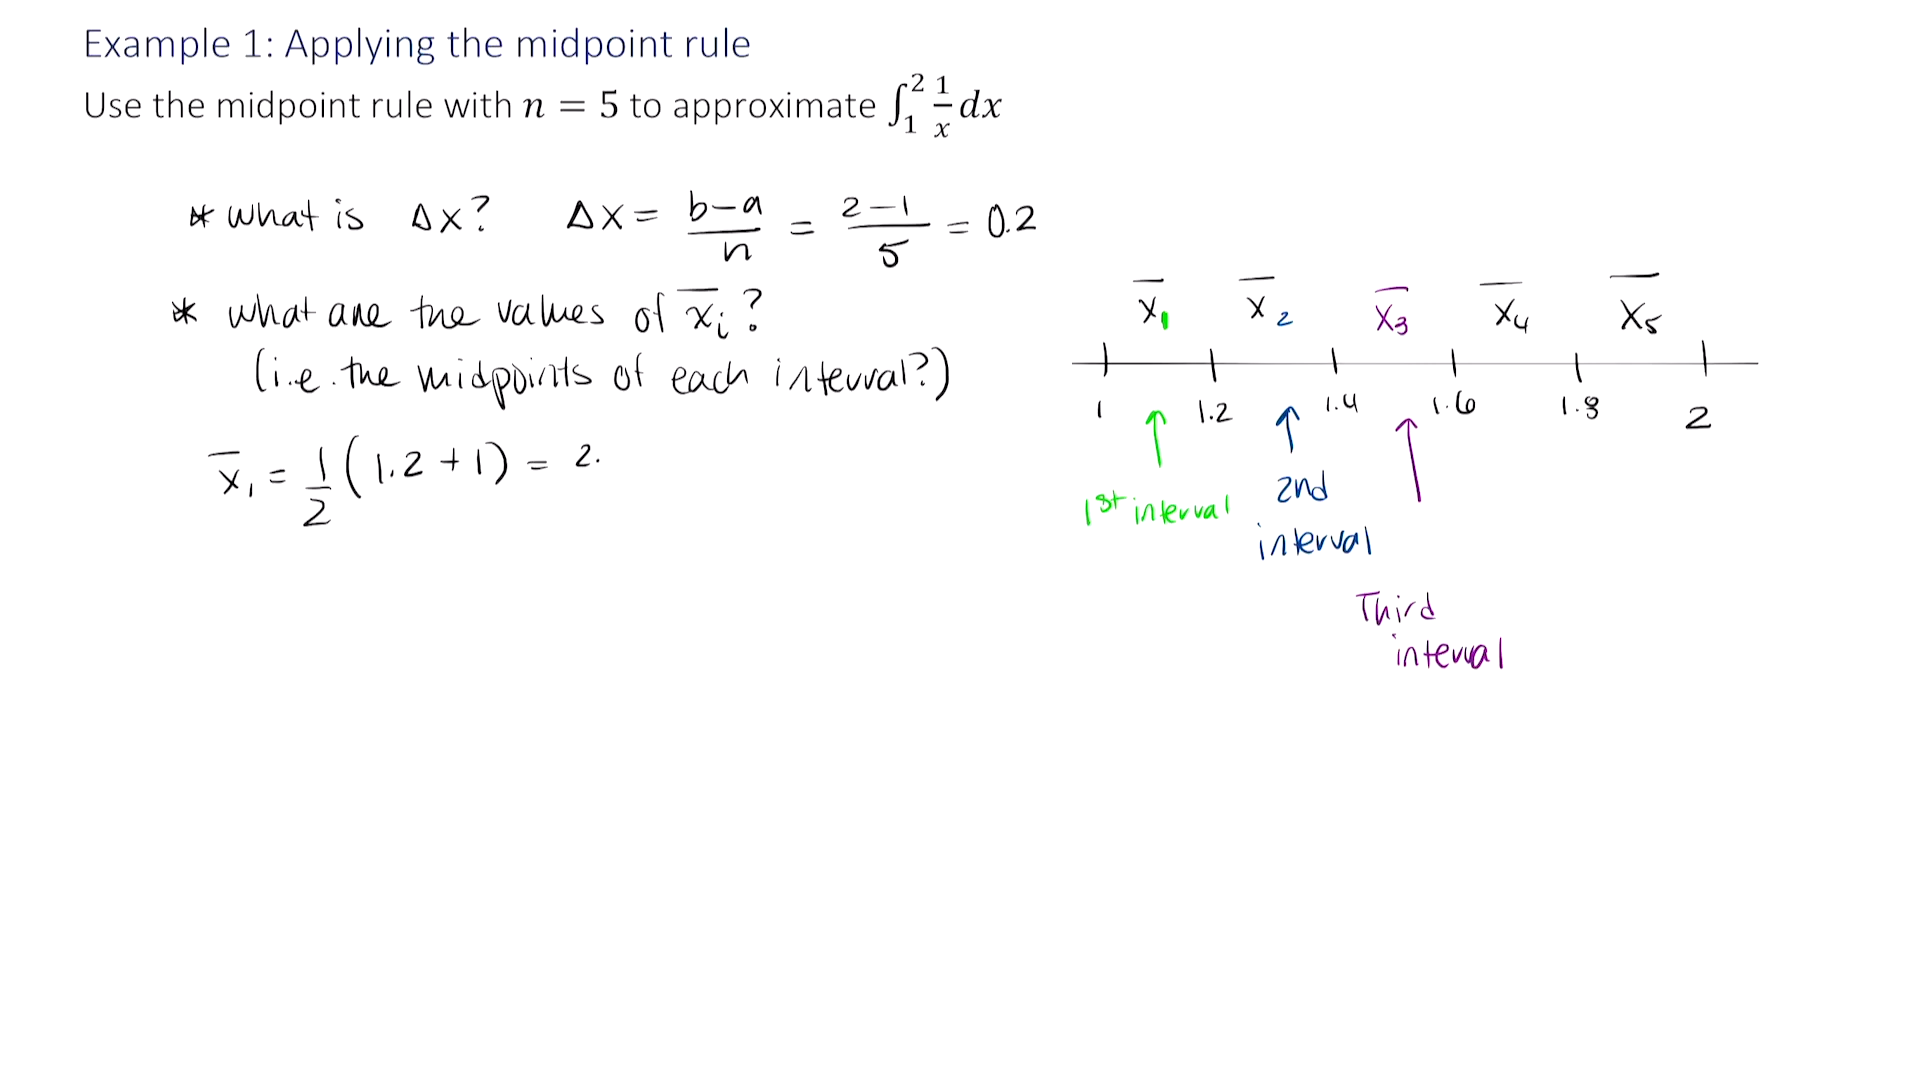 Example 1: Applying the midpoint rule
Use the midpoint rule with n = 5 to approximate ∫₁² 1/x dx
* what is Δx? Δx = (b-a)/n = (2-1)/5 = 0.2
* what are the values of x̄ᵢ?
(i.e. the midpoints of each interval?)
x̄₁ = 1/2 (1.2 + 1) = 2.
x̄₁ x̄₂ x̄₃ x̄₄ x̄₅
1 1.2 1.4 1.6 1.8 2
1st interval
2nd
interval
Third
interval